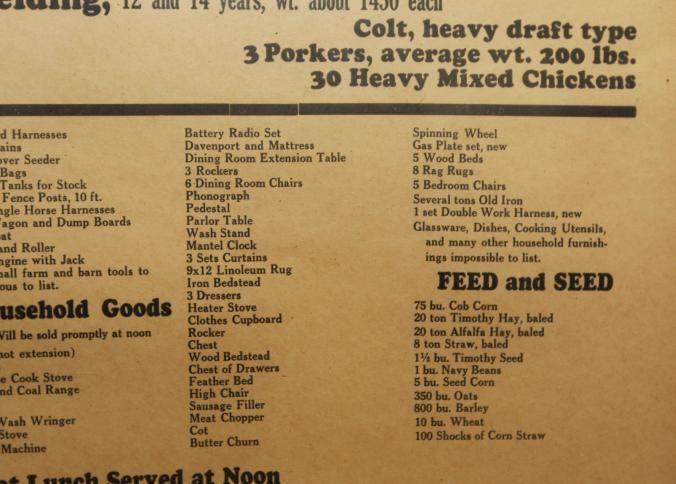 12 and 14 years, wt. about 1450 each
Colt, heavy draft type
3 Porkers, average wt. 200 lbs.
30 Heavy Mixed Chickens
Harnesses
Seeder
Bags
Tanks for Stock
Fence Posts, 10 ft.
Horse Harnesses
and Dump Boards
and Roller
with Jack
farm and barn tools to
to list.
Goods
Will be sold promptly at noon
extension)
Cook Stove
Coal Range
Wash Wringer
Stove
Machine
Battery Radio Set
Davenport and Mattress
Dining Room Extension Table
3 Rockers
6 Dining Room Chairs
Phonograph
Pedestal
Parlor Table
Wash Stand
Mantel Clock
3 Sets Curtains
9x12 Linoleum Rug
Iron Bedstead
3 Dressers
Heater Stove
Clothes Cupboard
Rocker
Chest
Wood Bedstead
Chest of Drawers
Feather Bed
High Chair
Sausage Filler
Meat Chopper
Cot
Butter Churn
Spinning Wheel
Gas Plate set, new
5 Wood Beds
8 Rag Rugs
5 Bedroom Chairs
Several tons Old Iron
1 set Double Work Harness, new
Glassware, Dishes, Cooking Utensils,
and many other household furnish-
ings impossible to list.
FEED and SEED
75 bu. Cob Corn
20 ton Timothy Hay, baled
20 ton Alfalfa Hay, baled
8 ton Straw, baled
1½ bu. Timothy Seed
1 bu. Navy Beans
5 bu. Seed Corn
350 bu. Oats
800 bu. Barley
10 bu. Wheat
100 Shocks of Corn Straw
Lunch Served at Noon